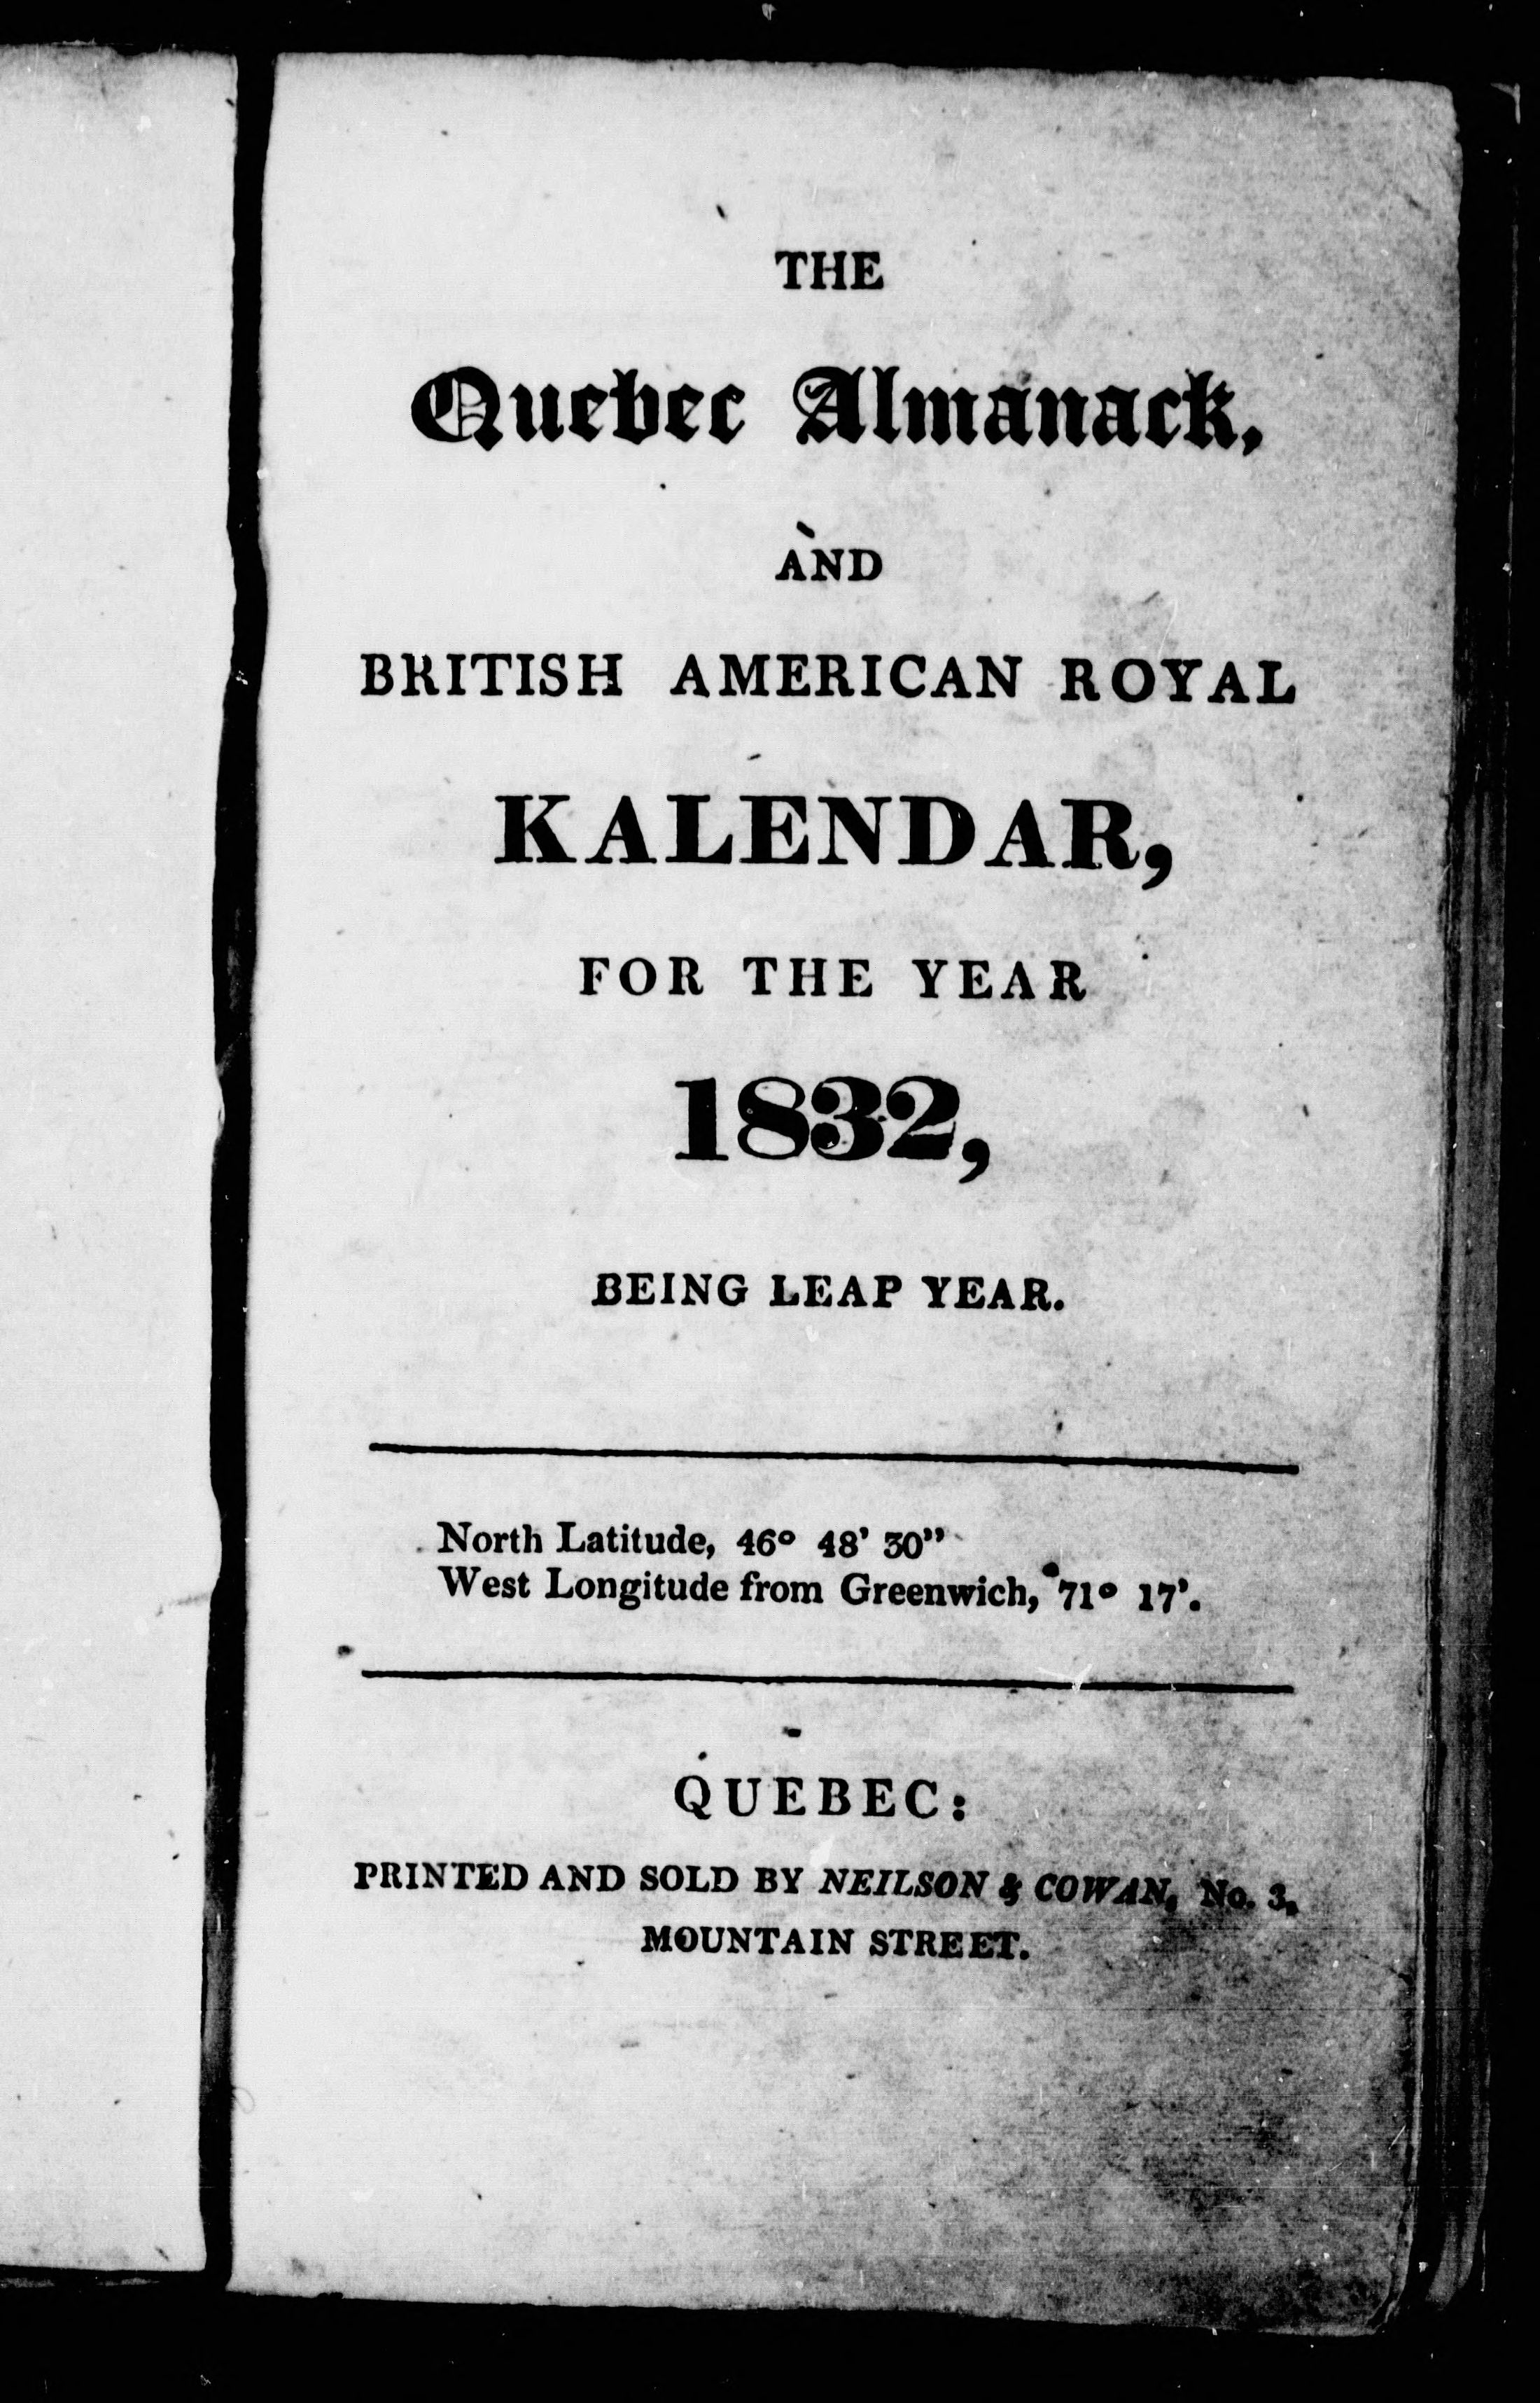 THE
Quebec Almanack,
AND
BRITISH AMERICAN ROYAL
KALENDAR,
FOR THE YEAR
1832,
BEING LEAP YEAR.
North Latitude, 46° 48' 30"
West Longitude from Greenwich, 71° 17'.
QUEBEC:
PRINTED AND SOLD BY NEILSON & COWAN, No. 3,
MOUNTAIN STREET.